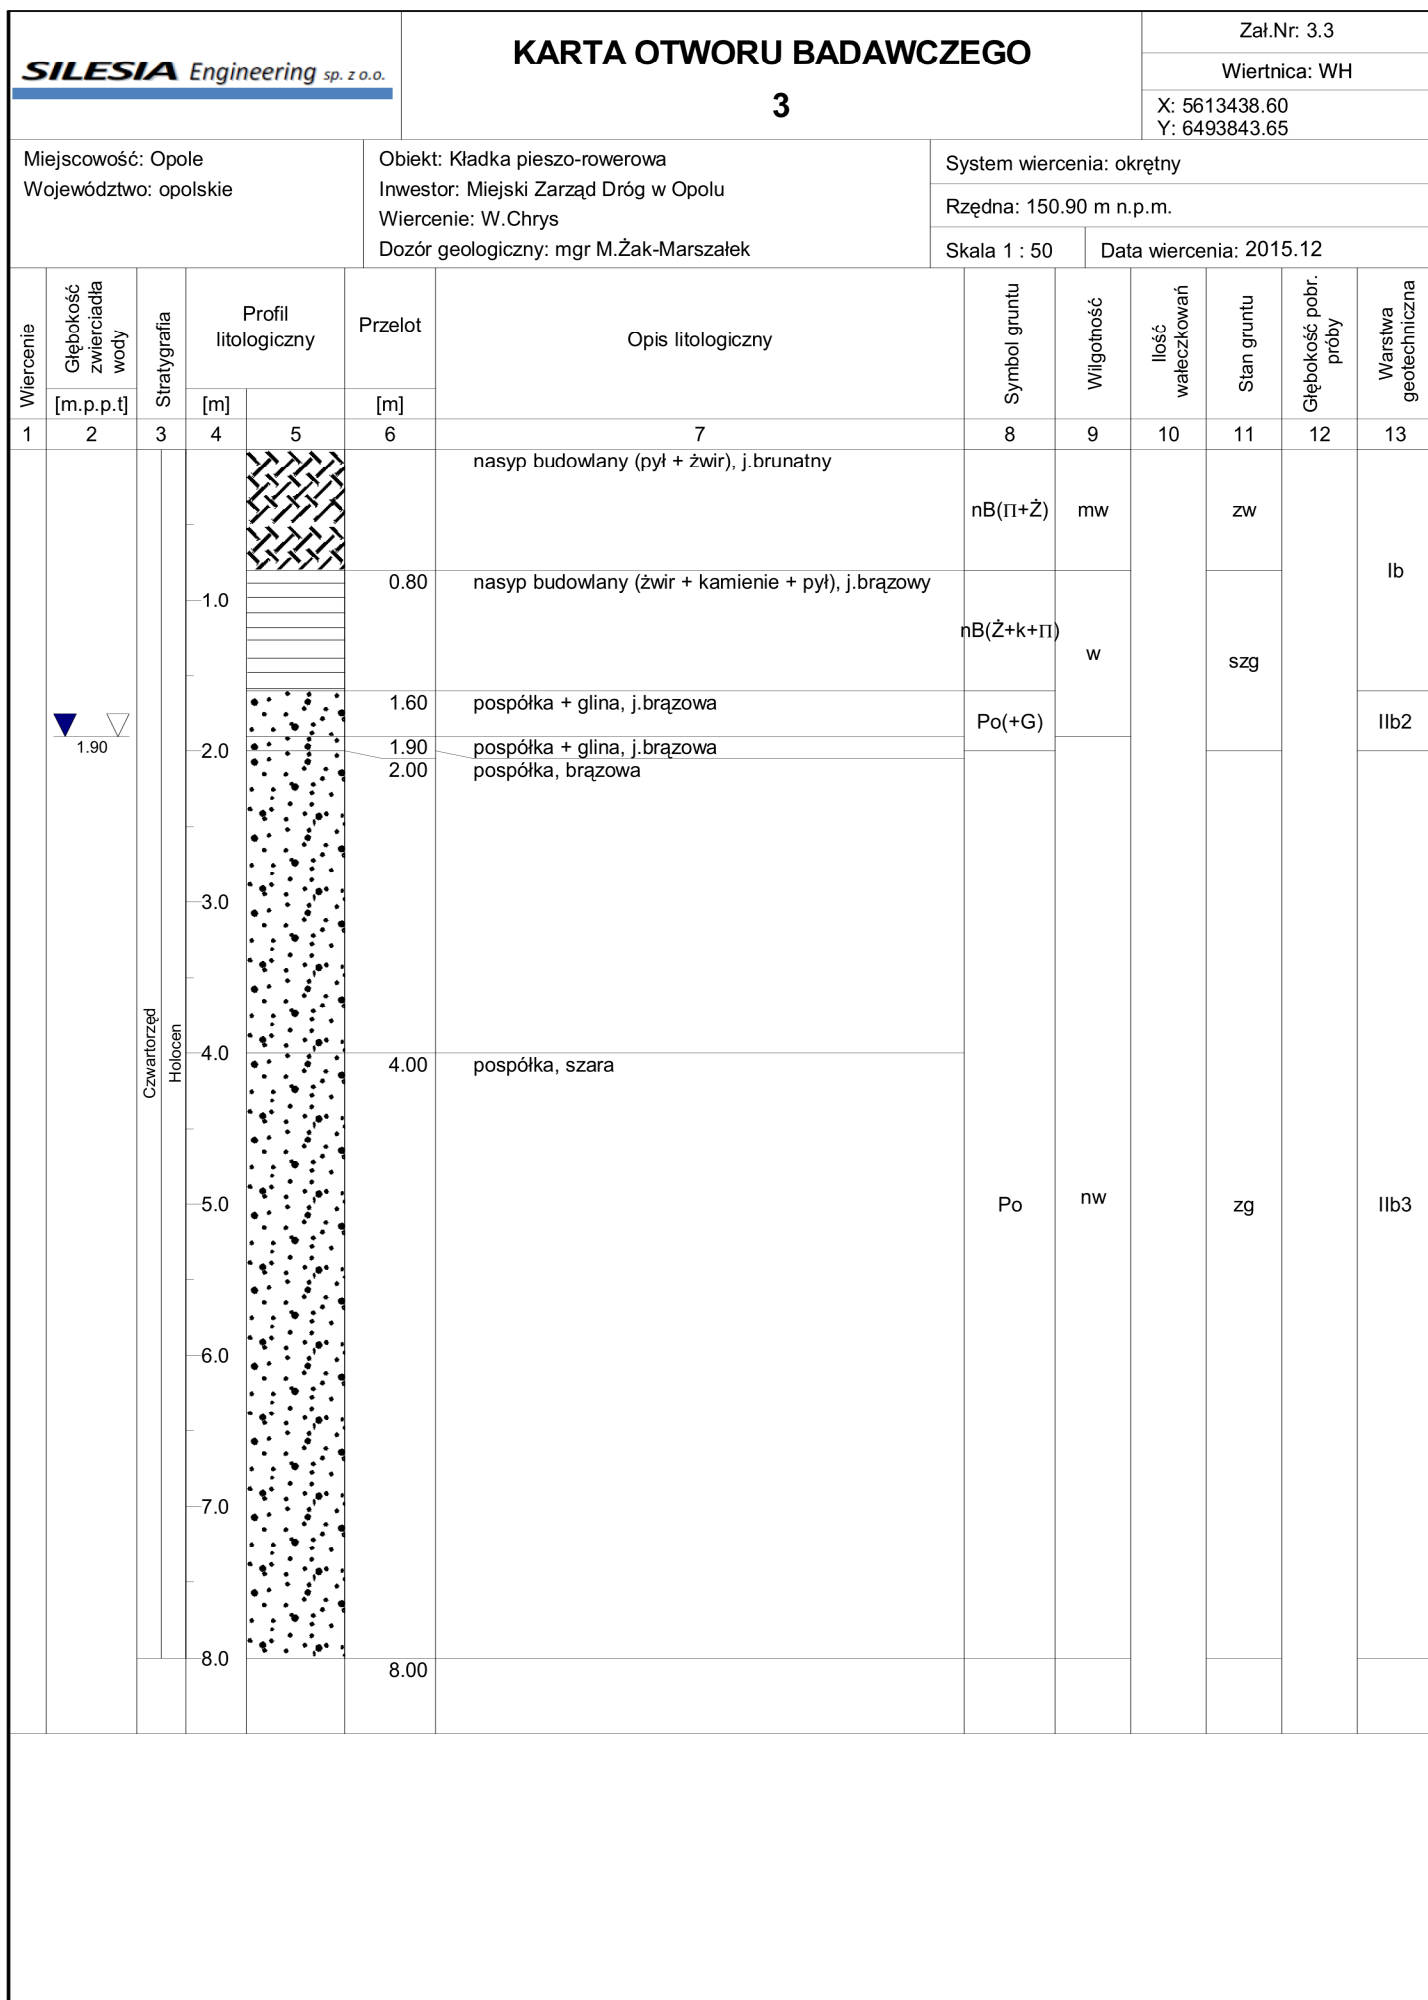 SILESIA Engineering sp. z o.o.
KARTA OTWORU BADAWCZEGO
3
Zał.Nr: 3.3
Wiertnica: WH
X: 5613438.60
Y: 6493843.65
Miejscowość: Opole
Województwo: opolskie
Obiekt: Kładka pieszo-rowerowa
Inwestor: Miejski Zarząd Dróg w Opolu
Wiercenie: W.Chrys
Dozór geologiczny: mgr M.Żak-Marszałek
System wiercenia: okrętny
Rzędna: 150.90 m n.p.m.
Skala 1 : 50
Data wiercenia: 2015.12
Wiercenie
Głębokość
zwierciadła
wody
[m.p.p.t]
Stratygrafia
Profil
litologiczny
[m]
Przelot
[m]
Opis litologiczny
Symbol gruntu
Wilgotność
Ilość
wałeczkowań
Stan gruntu
Głębokość pobr.
próby
Warstwa
geotechniczna
1 2 3 4 5 6 7 8 9 10 11 12 13
nasyp budowlany (pył + żwir), j.brunatny
nB(Π+Ż) mw zw
Ib
0.80 nasyp budowlany (żwir + kamienie + pył), j.brązowy
1.0
nB(Ż+k+Π)
w
szg
1.60 pospółka + glina, j.brązowa
Po(+G)
IIb2
1.90
2.0
1.90 pospółka + glina, j.brązowa
2.00 pospółka, brązowa
3.0
Czwartorzęd
Holocen
4.0
4.00 pospółka, szara
5.0
Po nw zg IIb3
6.0
7.0
8.0
8.00